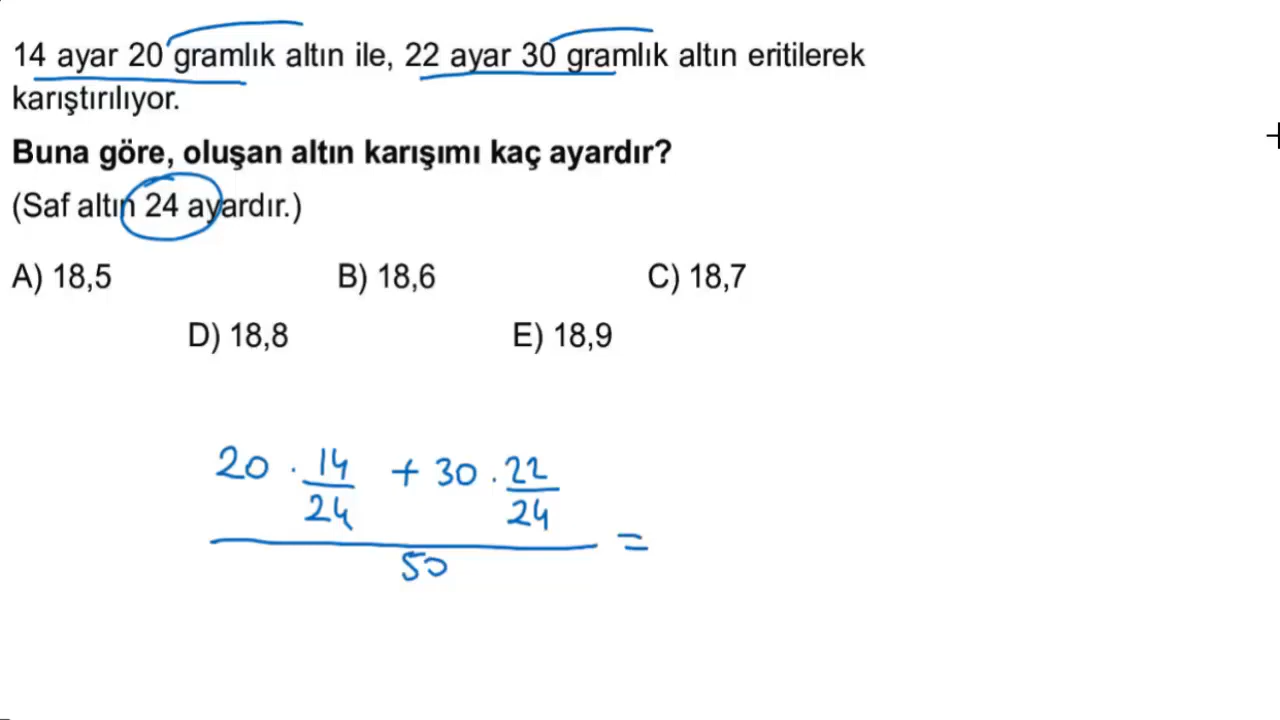 14 ayar 20 gramlık altın ile, 22 ayar 30 gramlık altın eritilerek
karıştırılıyor.
Buna göre, oluşan altın karışımı kaç ayardır?
(Saf altın 24 ayardır.)
A) 18,5 B) 18,6 C) 18,7
D) 18,8 E) 18,9
20 · 14/24 + 30 · 22/24
50 =